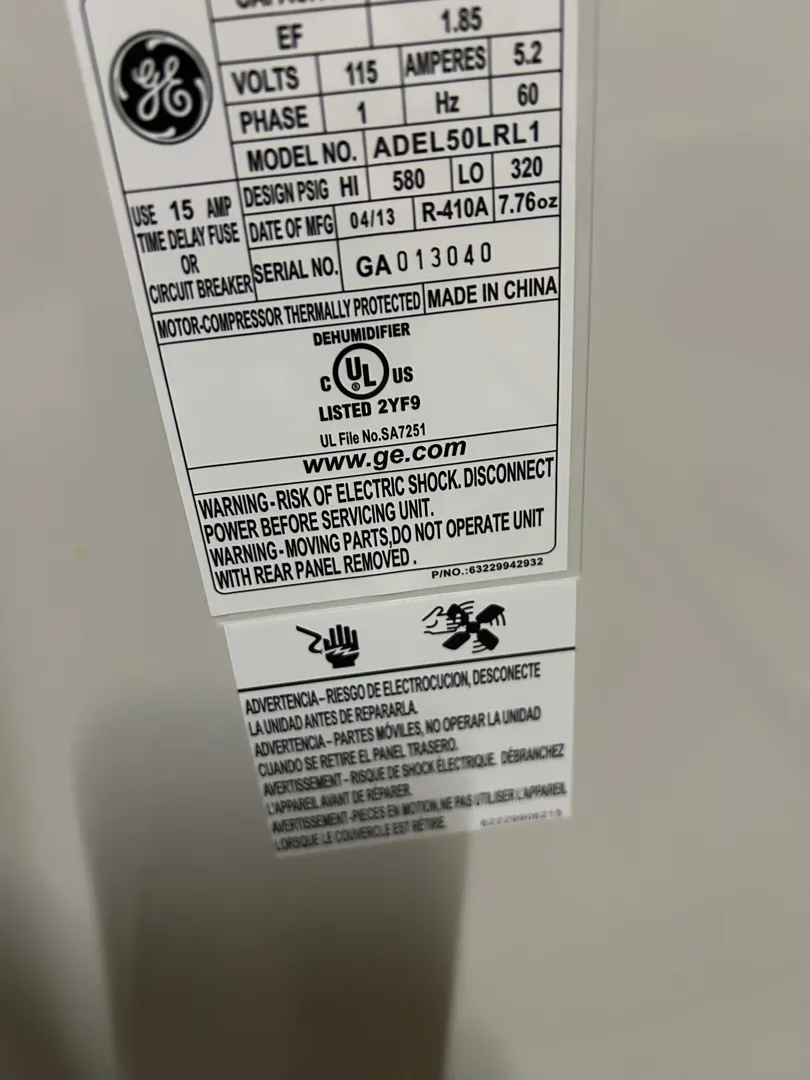 EF 1.85
GE
VOLTS 115 AMPERES 5.2
PHASE 1 Hz 60
MODEL NO. ADEL50LRL1
USE 15 AMP
TIME DELAY FUSE
OR
CIRCUIT BREAKER
DESIGN PSIG HI 580 LO 320
DATE OF MFG 04/13 R-410A 7.76oz
SERIAL NO. GA013040
MOTOR-COMPRESSOR THERMALLY PROTECTED MADE IN CHINA
DEHUMIDIFIER
C UL ® US
LISTED 2YF9
UL File No.SA7251
www.ge.com
WARNING-RISK OF ELECTRIC SHOCK. DISCONNECT
POWER BEFORE SERVICING UNIT.
WARNING-MOVING PARTS,DO NOT OPERATE UNIT
WITH REAR PANEL REMOVED.
P/NO.:63229942932
ADVERTENCIA-RIESGO DE ELECTROCUCION, DESCONECTE
LA UNIDAD ANTES DE REPARARLA.
ADVERTENCIA-PARTES MÓVILES, NO OPERAR LA UNIDAD
CUANDO SE RETIRE EL PANEL TRASERO.
AVERTISSEMENT-RISQUE DE SHOCK ÉLECTRIQUE. DÉBRANCHEZ
L'APPAREIL AVANT DE RÉPARER.
AVERTISSEMENT-PIECES EN MOTION,NE PAS UTILISER L'APPAREIL
LORSQUE LE COUVERCLE EST RETIRE.